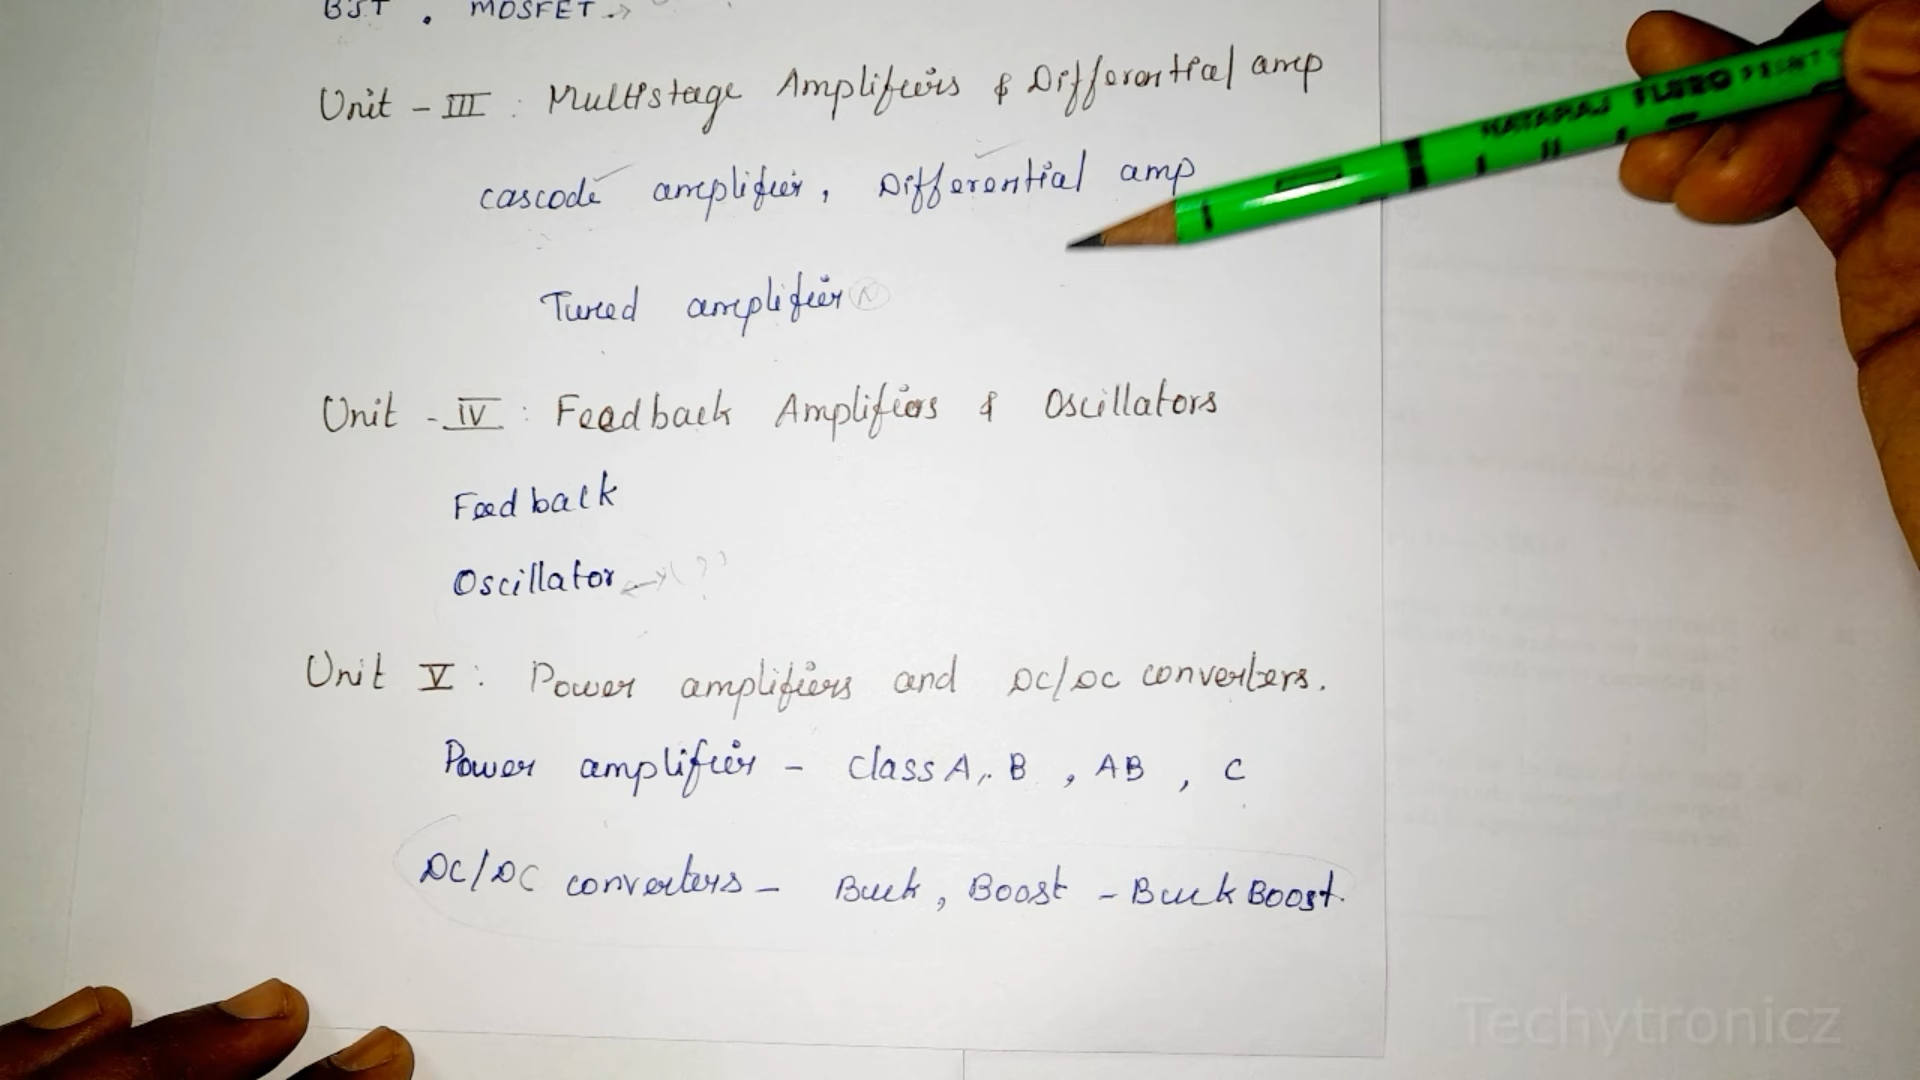 BJT , MOSFET →
Unit - III : Multistage Amplifiers & Differential amp
cascode amplifier, Differential amp
Tuned amplifier N
Unit - IV : Feedback Amplifiers & Oscillators
Feedback
Oscillator (?)
Unit V : Power amplifiers and DC/DC converters.
Power amplifier - class A, B , AB , C
DC/DC converters - Buck, Boost - Buck Boost.
NATARAJ
Techytronicz